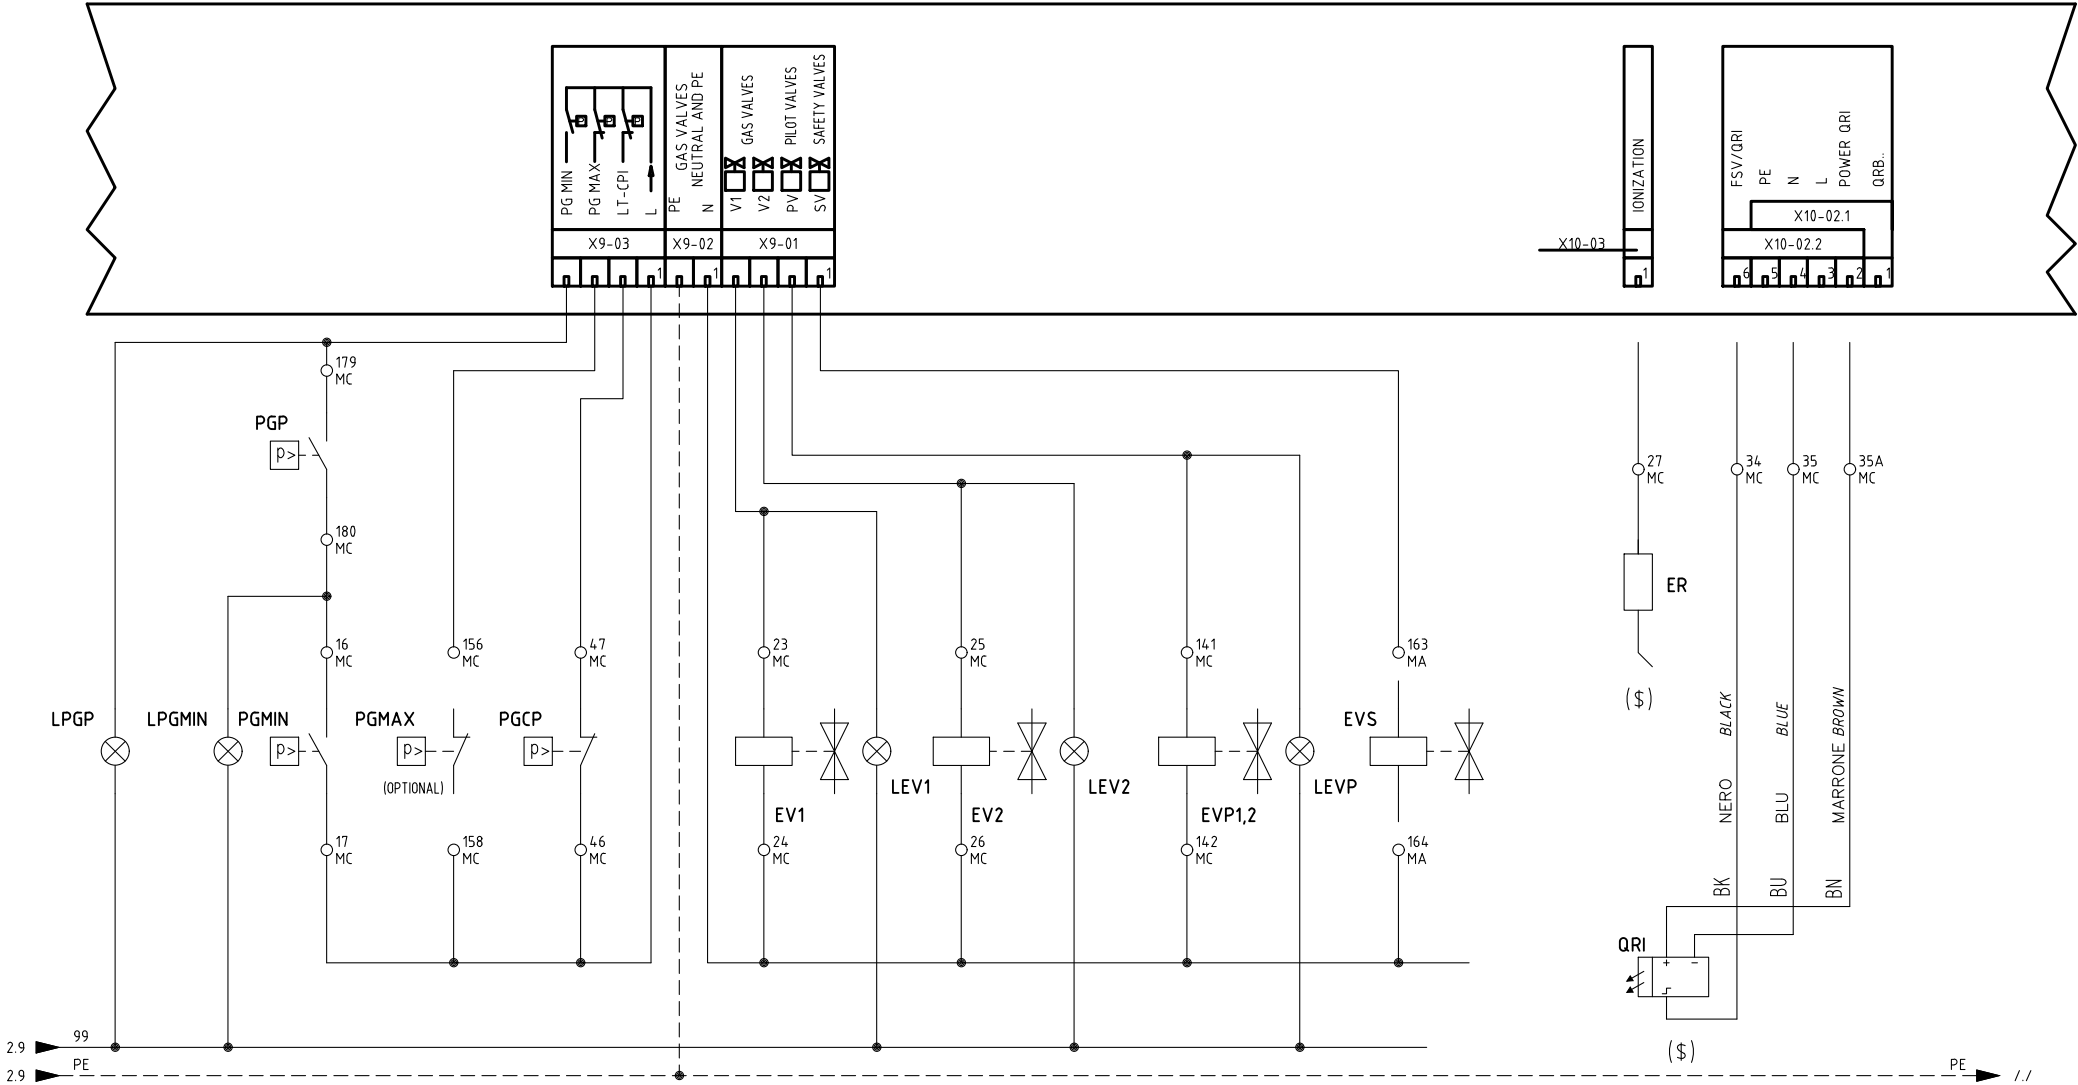 PG MIN
PG MAX
LT-CPI
L
PE
GAS VALVES
NEUTRAL AND PE
N
V1
GAS VALVES
V2
PILOT VALVES
PV
SAFETY VALVES
SV
IONIZATION
FSV/QRI
PE
N
L
POWER QRI
QRB..
X9-03
X9-02
X9-01
X10-03
X10-02.1
X10-02.2
1
1
1
1
6
5
4
3
2
1
179
MC
PGP
P>
180
MC
27
MC
34
MC
35
MC
35A
MC
ER
($)
16
MC
156
MC
47
MC
23
MC
25
MC
141
MC
163
MA
LPGP
LPGMIN
PGMIN
P>
PGMAX
P>
(OPTIONAL)
PGCP
P>
EV1
LEV1
EV2
LEV2
EVP1,2
LEVP
EVS
17
MC
158
MC
46
MC
24
MC
26
MC
142
MC
164
MA
NERO BLACK
BLU BLUE
MARRONE BROWN
BK
BU
BN
QRI
+ -
($)
2.9
99
2.9
PE
PE
/./